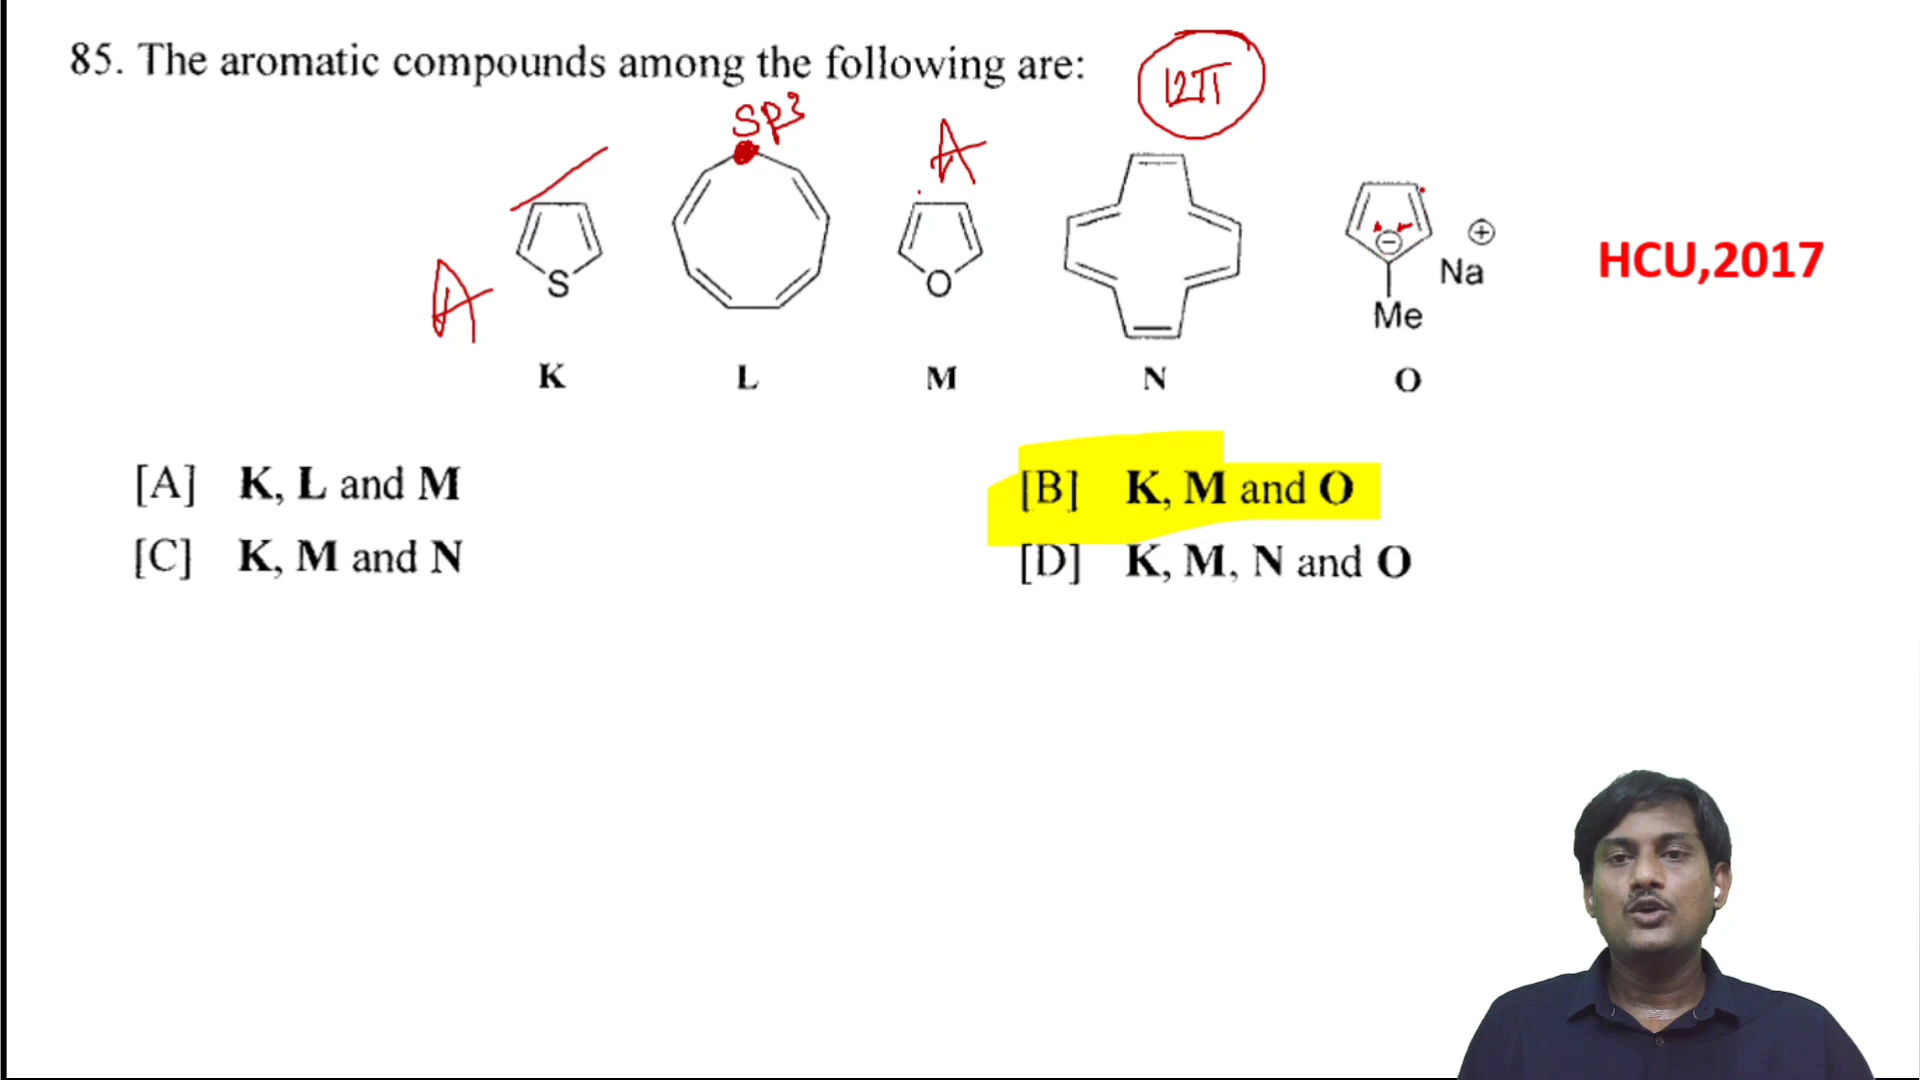 85. The aromatic compounds among the following are:
12π
sp3
A
A
S
O
⊖
⊕
Na
Me
HCU,2017
K
L
M
N
O
[A] K, L and M
[B] K, M and O
[C] K, M and N
[D] K, M, N and O